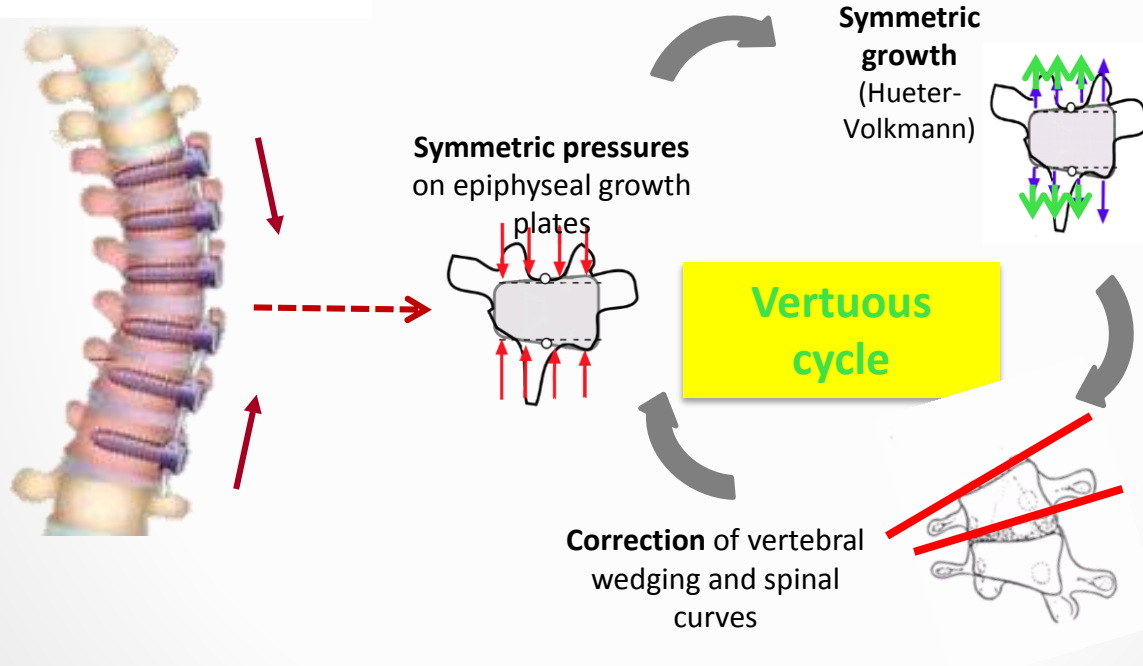 Symmetric
growth
(Hueter-
Volkmann)
Symmetric pressures
on epiphyseal growth
plates
Vertuous
cycle
Correction of vertebral
wedging and spinal
curves